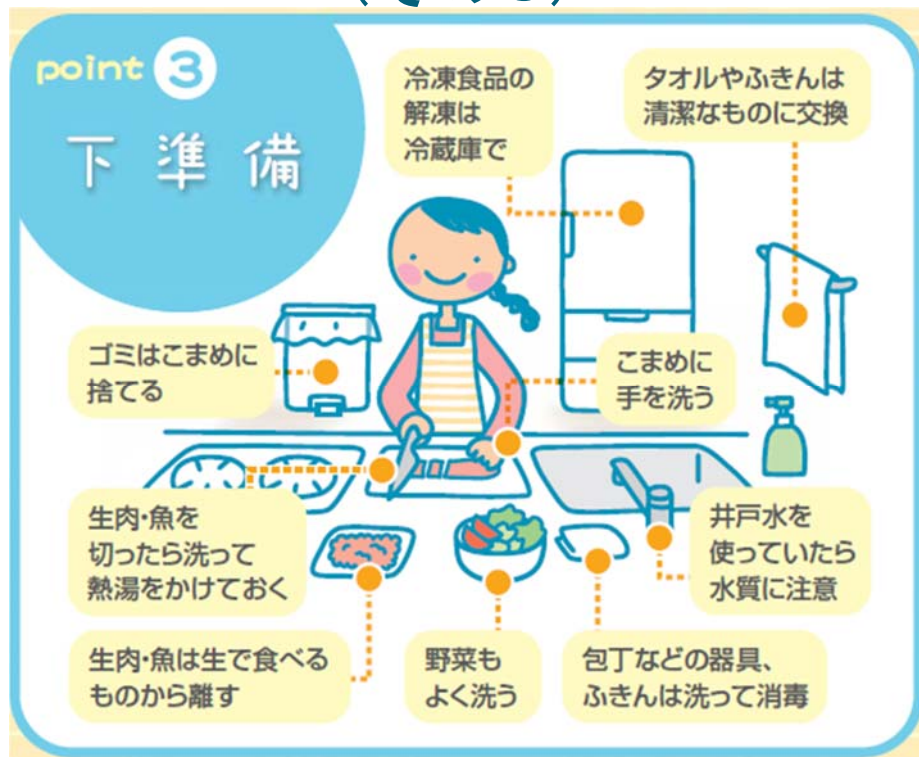 point 3
下準備
冷凍食品の
解凍は
冷蔵庫で
タオルやふきんは
清潔なものに交換
ゴミはこまめに
捨てる
こまめに
手を洗う
生肉・魚を
切ったら洗って
熱湯をかけておく
井戸水を
使っていたら
水質に注意
生肉・魚は生で食べる
ものから離す
野菜も
よく洗う
包丁などの器具、
ふきんは洗って消毒